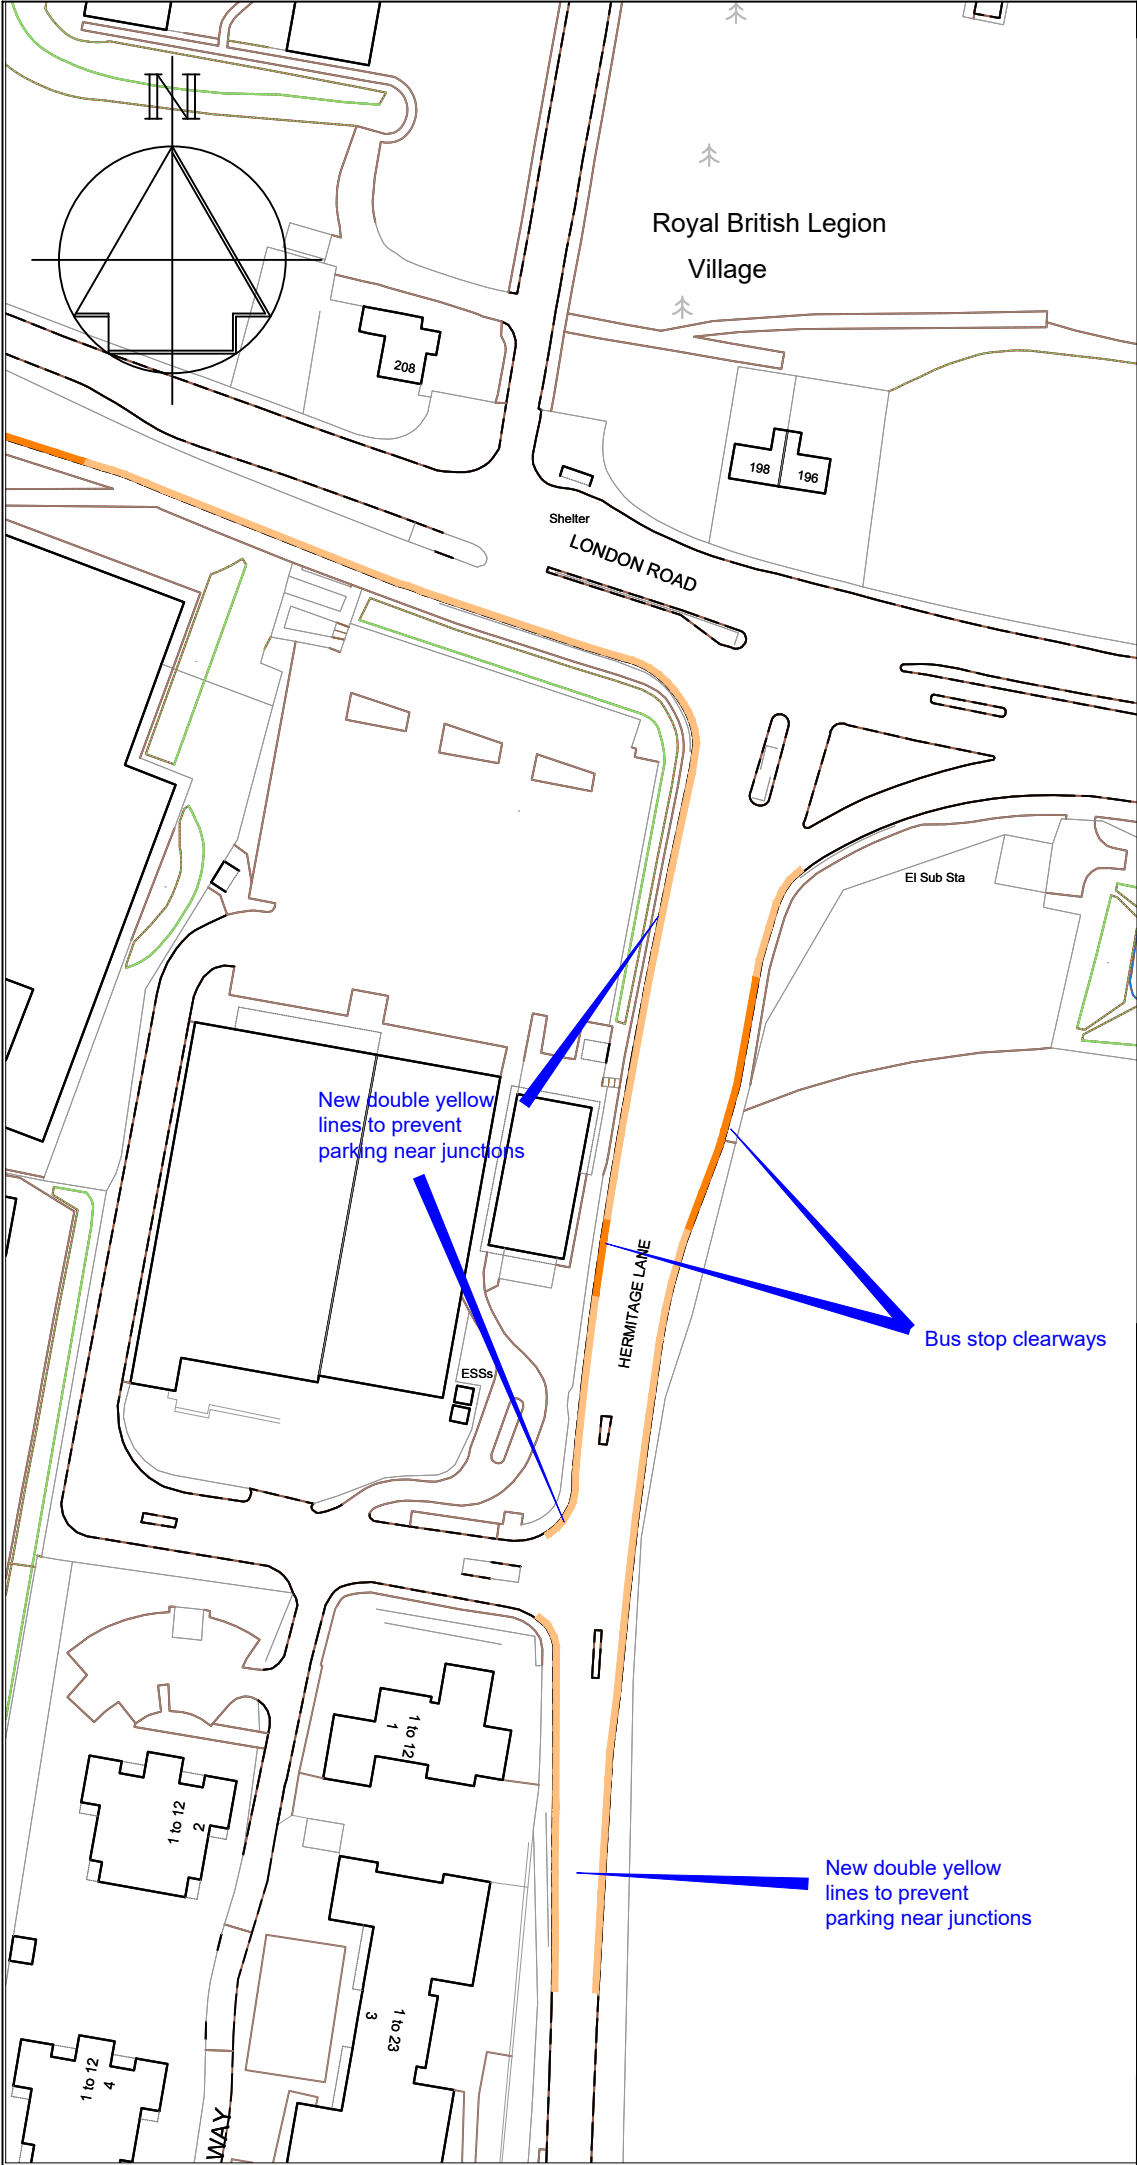 N
Royal British Legion
Village
208
198
196
Shelter
LONDON ROAD
El Sub Sta
New double yellow
lines to prevent
parking near junctions
HERMITAGE LANE
Bus stop clearways
ESSs
1 to 12
1
1 to 12
2
New double yellow
lines to prevent
parking near junctions
1 to 23
3
1 to 12
4
WAY